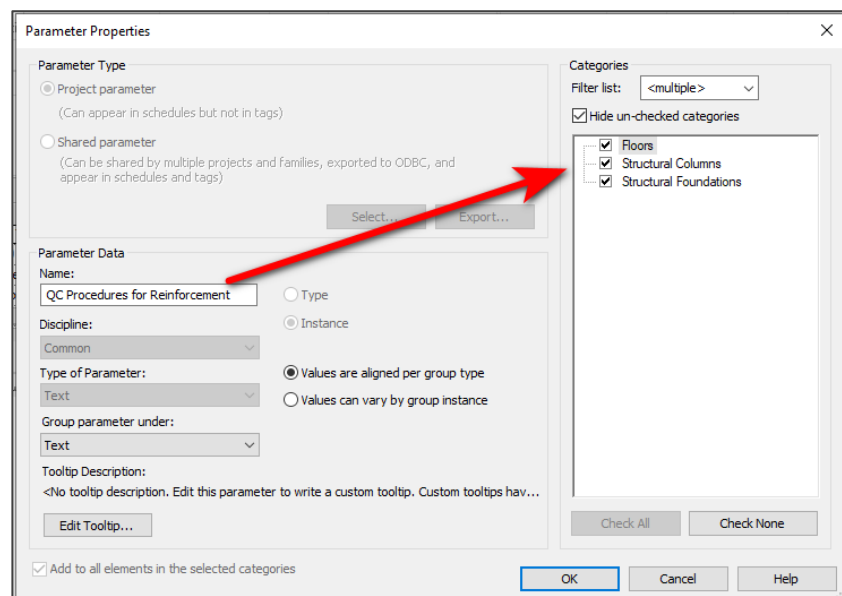 Parameter Properties
Parameter Type
Project parameter
(Can appear in schedules but not in tags)
Shared parameter
(Can be shared by multiple projects and families, exported to ODBC, and
appear in schedules and tags)
Select...
Export...
Parameter Data
Name:
QC Procedures for Reinforcement
Type
Discipline:
Instance
Common
Type of Parameter:
Values are aligned per group type
Text
Values can vary by group instance
Group parameter under:
Text
Tooltip Description:
<No tooltip description. Edit this parameter to write a custom tooltip. Custom tooltips hav...
Edit Tooltip...
Add to all elements in the selected categories
Categories
Filter list:
<multiple>
Hide un-checked categories
Floors
Structural Columns
Structural Foundations
Check All
Check None
OK
Cancel
Help